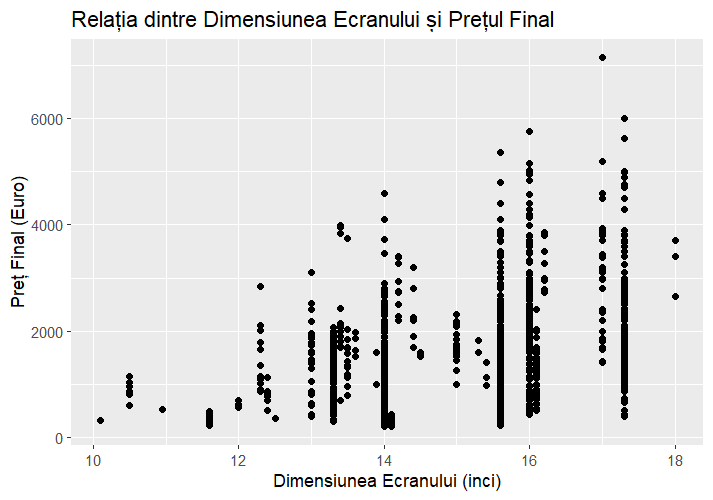 Relația dintre Dimensiunea Ecranului și Prețul Final
Preț Final (Euro)
6000
4000
2000
0
10 12 14 16 18
Dimensiunea Ecranului (inci)